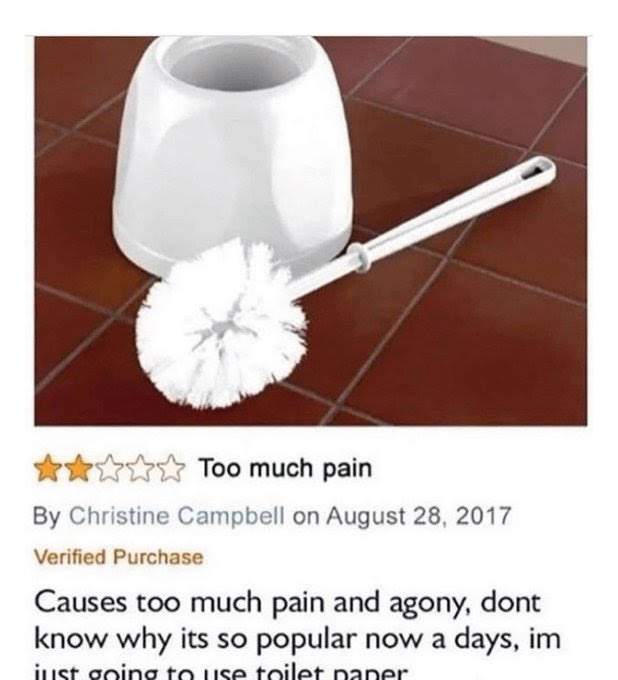 Too much pain
By Christine Campbell on August 28, 2017
Verified Purchase
Causes too much pain and agony, dont
know why its so popular now a days, im
just going to use toilet paper